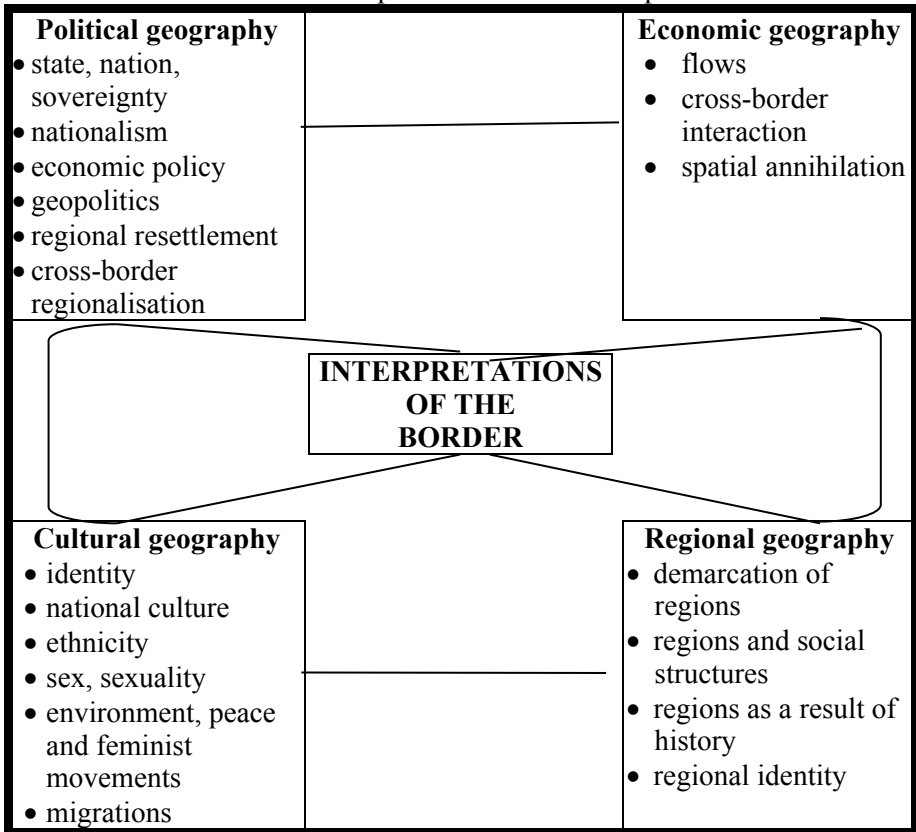 Political geography
• state, nation,
sovereignty
• nationalism
• economic policy
• geopolitics
• regional resettlement
• cross-border
regionalisation
Economic geography
• flows
• cross-border
interaction
• spatial annihilation
INTERPRETATIONS
OF THE
BORDER
Cultural geography
• identity
• national culture
• ethnicity
• sex, sexuality
• environment, peace
and feminist
movements
• migrations
Regional geography
• demarcation of
regions
• regions and social
structures
• regions as a result of
history
• regional identity